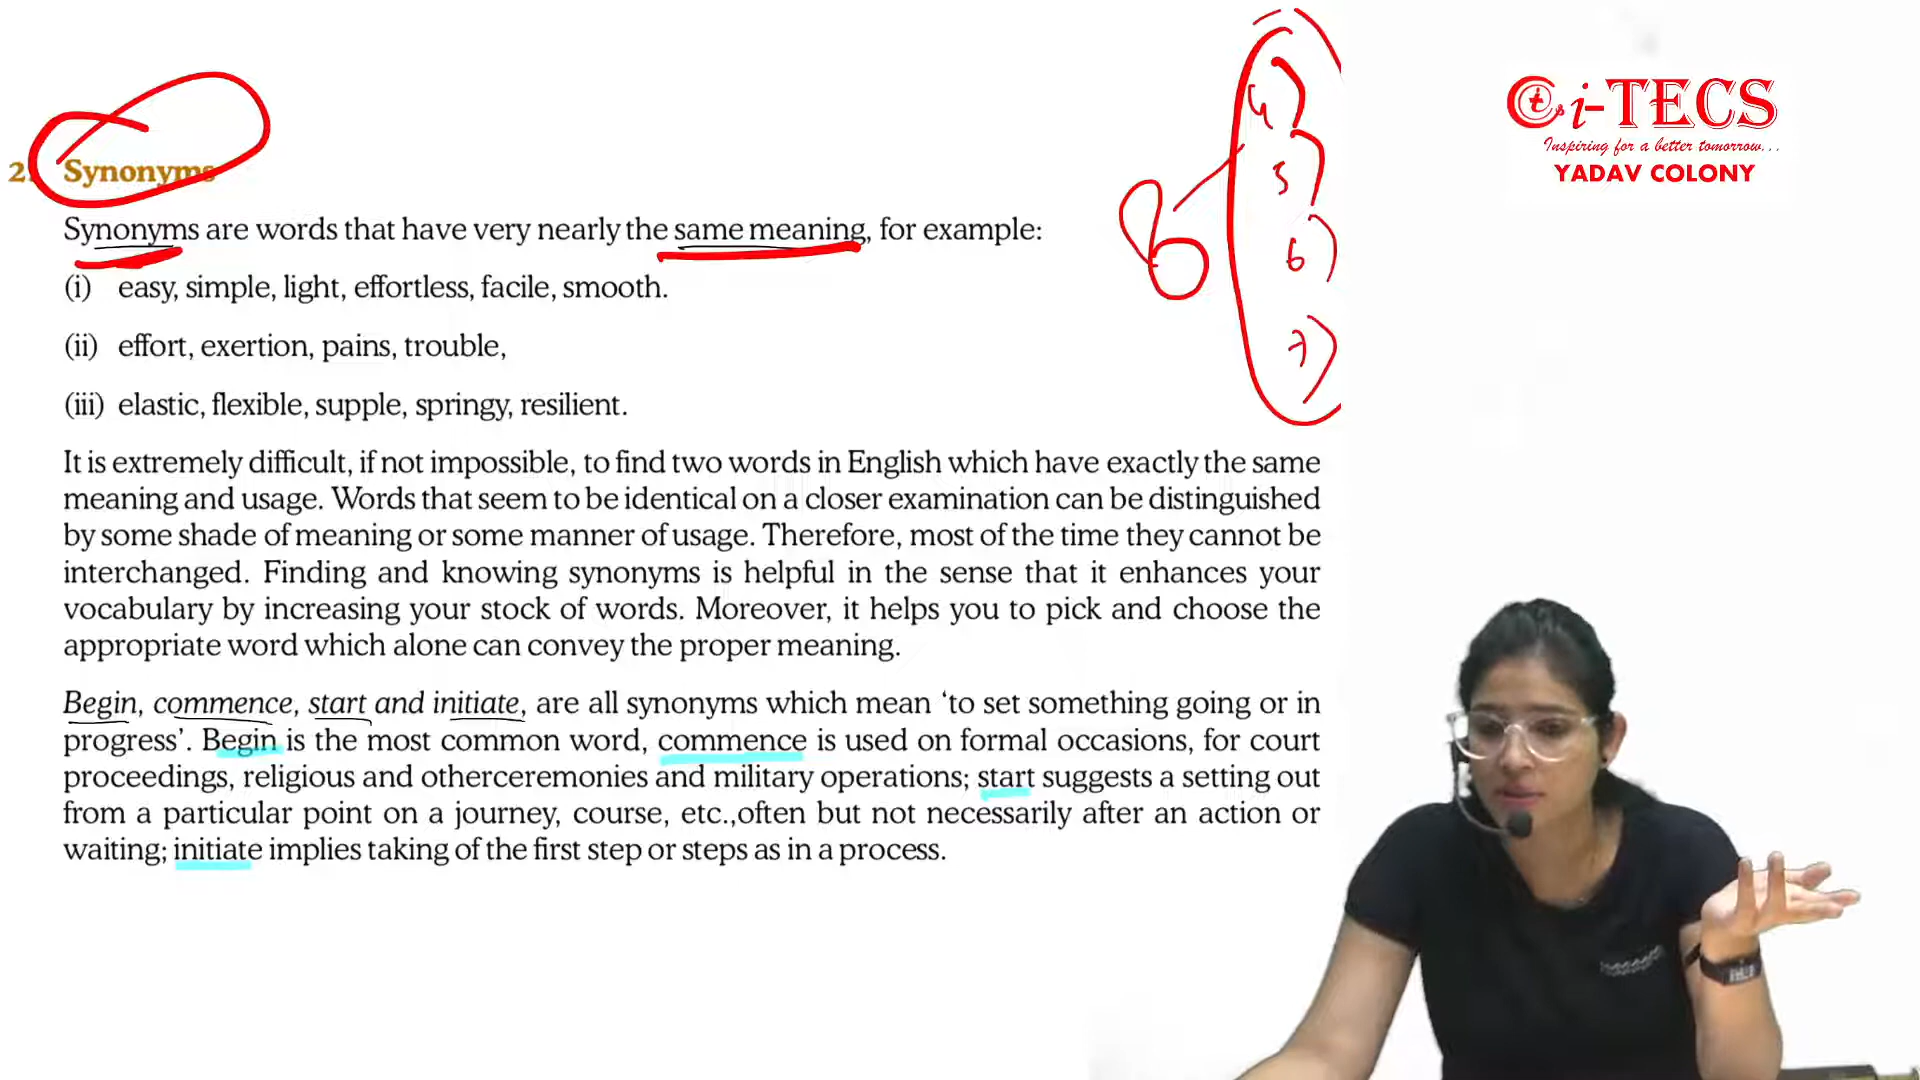 2. Synonyms
Synonyms are words that have very nearly the same meaning, for example:
(i) easy, simple, light, effortless, facile, smooth.
(ii) effort, exertion, pains, trouble,
(iii) elastic, flexible, supple, springy, resilient.
It is extremely difficult, if not impossible, to find two words in English which have exactly the same
meaning and usage. Words that seem to be identical on a closer examination can be distinguished
by some shade of meaning or some manner of usage. Therefore, most of the time they cannot be
interchanged. Finding and knowing synonyms is helpful in the sense that it enhances your
vocabulary by increasing your stock of words. Moreover, it helps you to pick and choose the
appropriate word which alone can convey the proper meaning.
Begin, commence, start and initiate, are all synonyms which mean ‘to set something going or in
progress’. Begin is the most common word, commence is used on formal occasions, for court
proceedings, religious and otherceremonies and military operations; start suggests a setting out
from a particular point on a journey, course, etc.,often but not necessarily after an action or
waiting; initiate implies taking of the first step or steps as in a process.
4)
5)
6)
7)
i-TECS
Inspiring for a better tomorrow...
YADAV COLONY